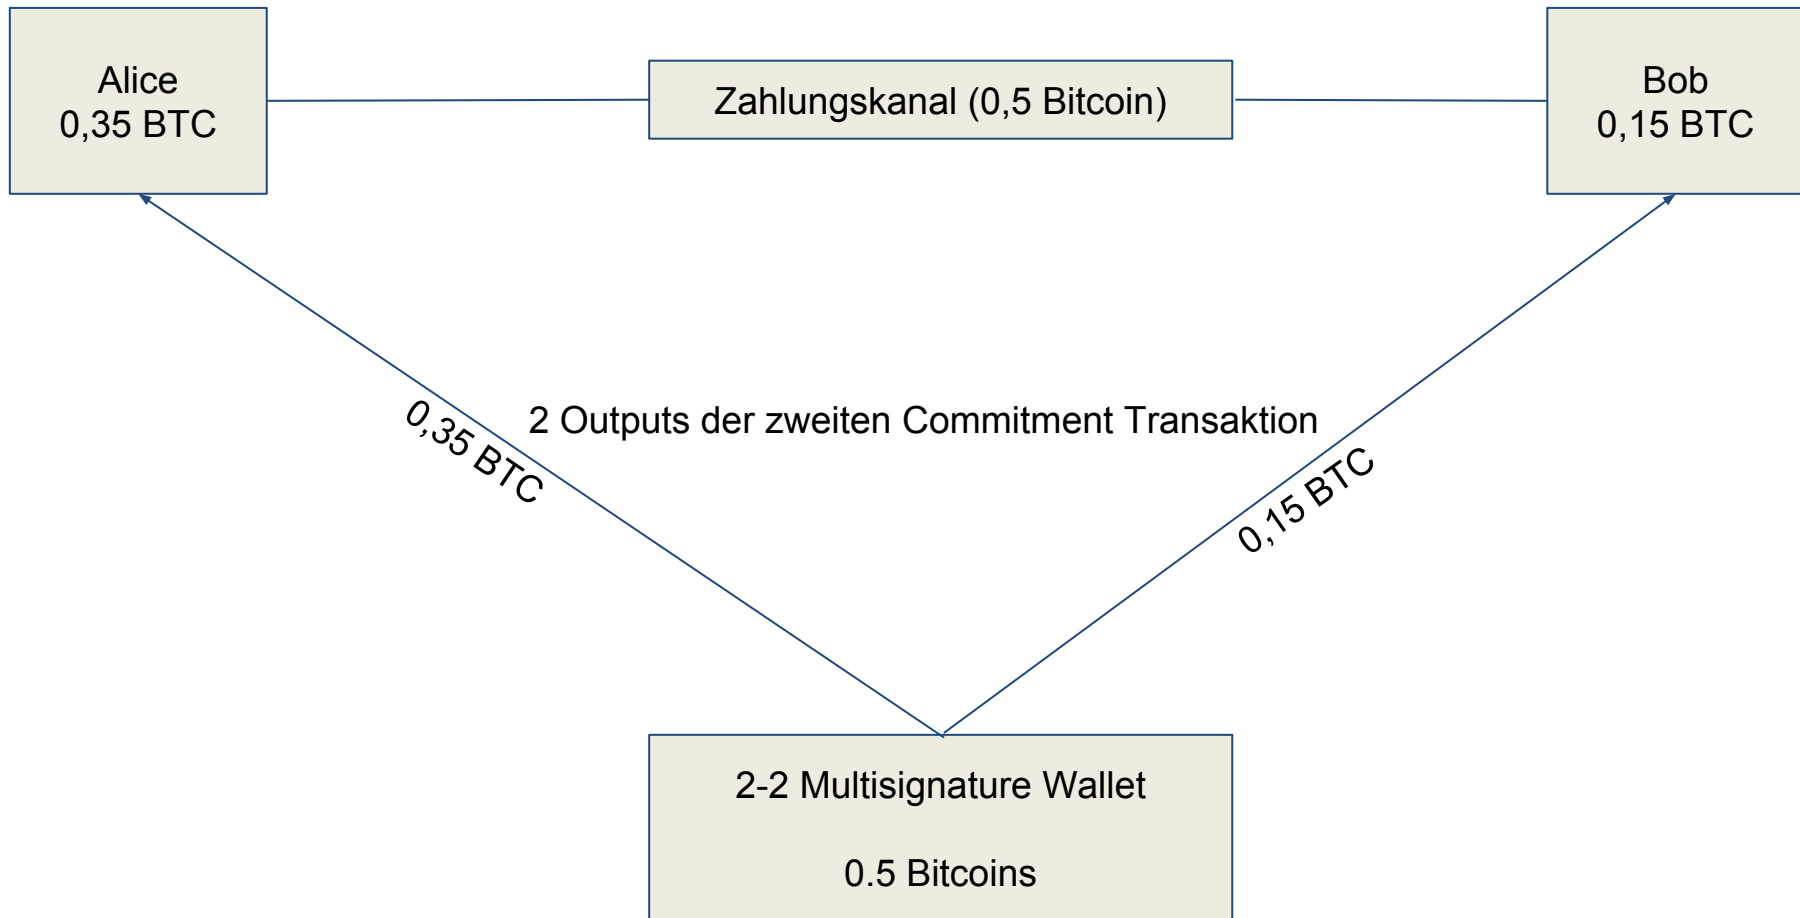 Alice
0,35 BTC
Zahlungskanal (0,5 Bitcoin)
Bob
0,15 BTC
2 Outputs der zweiten Commitment Transaktion
0,35 BTC
0,15 BTC
2-2 Multisignature Wallet
0.5 Bitcoins